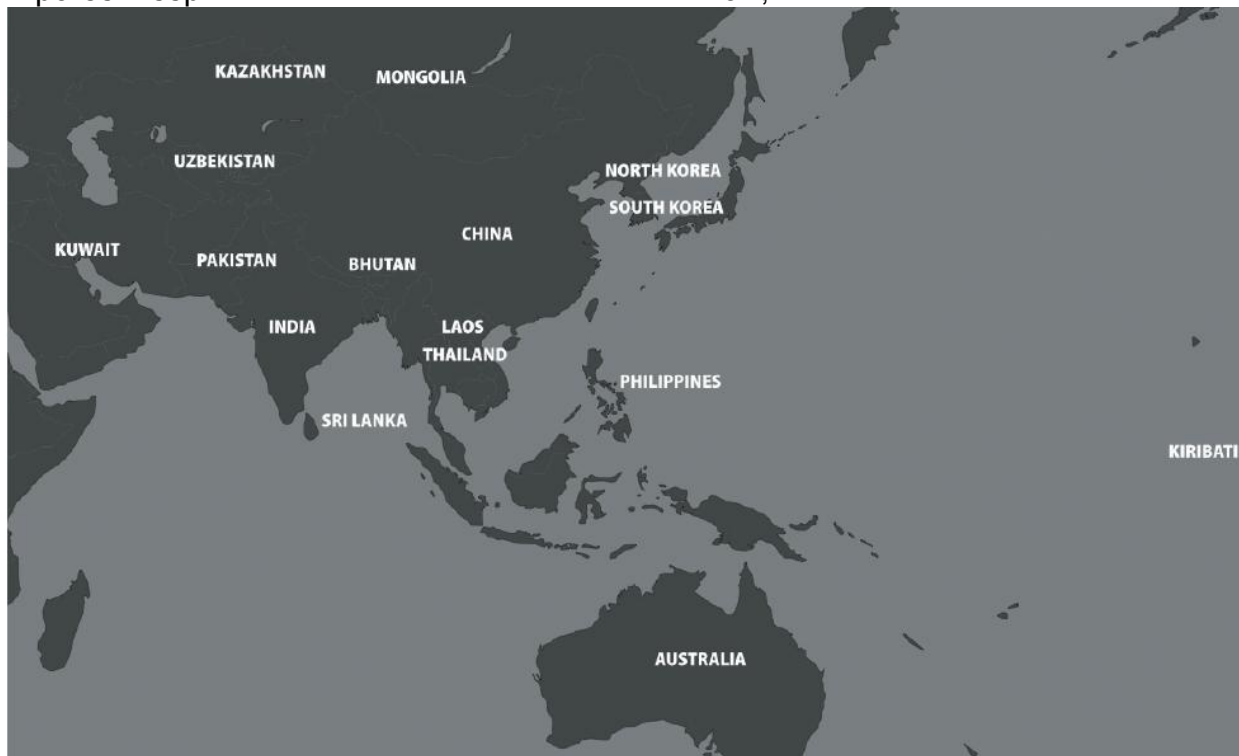 KAZAKHSTAN
MONGOLIA
UZBEKISTAN
NORTH KOREA
SOUTH KOREA
CHINA
KUWAIT
PAKISTAN
BHUTAN
INDIA
LAOS
THAILAND
PHILIPPINES
SRI LANKA
KIRIBATI
AUSTRALIA